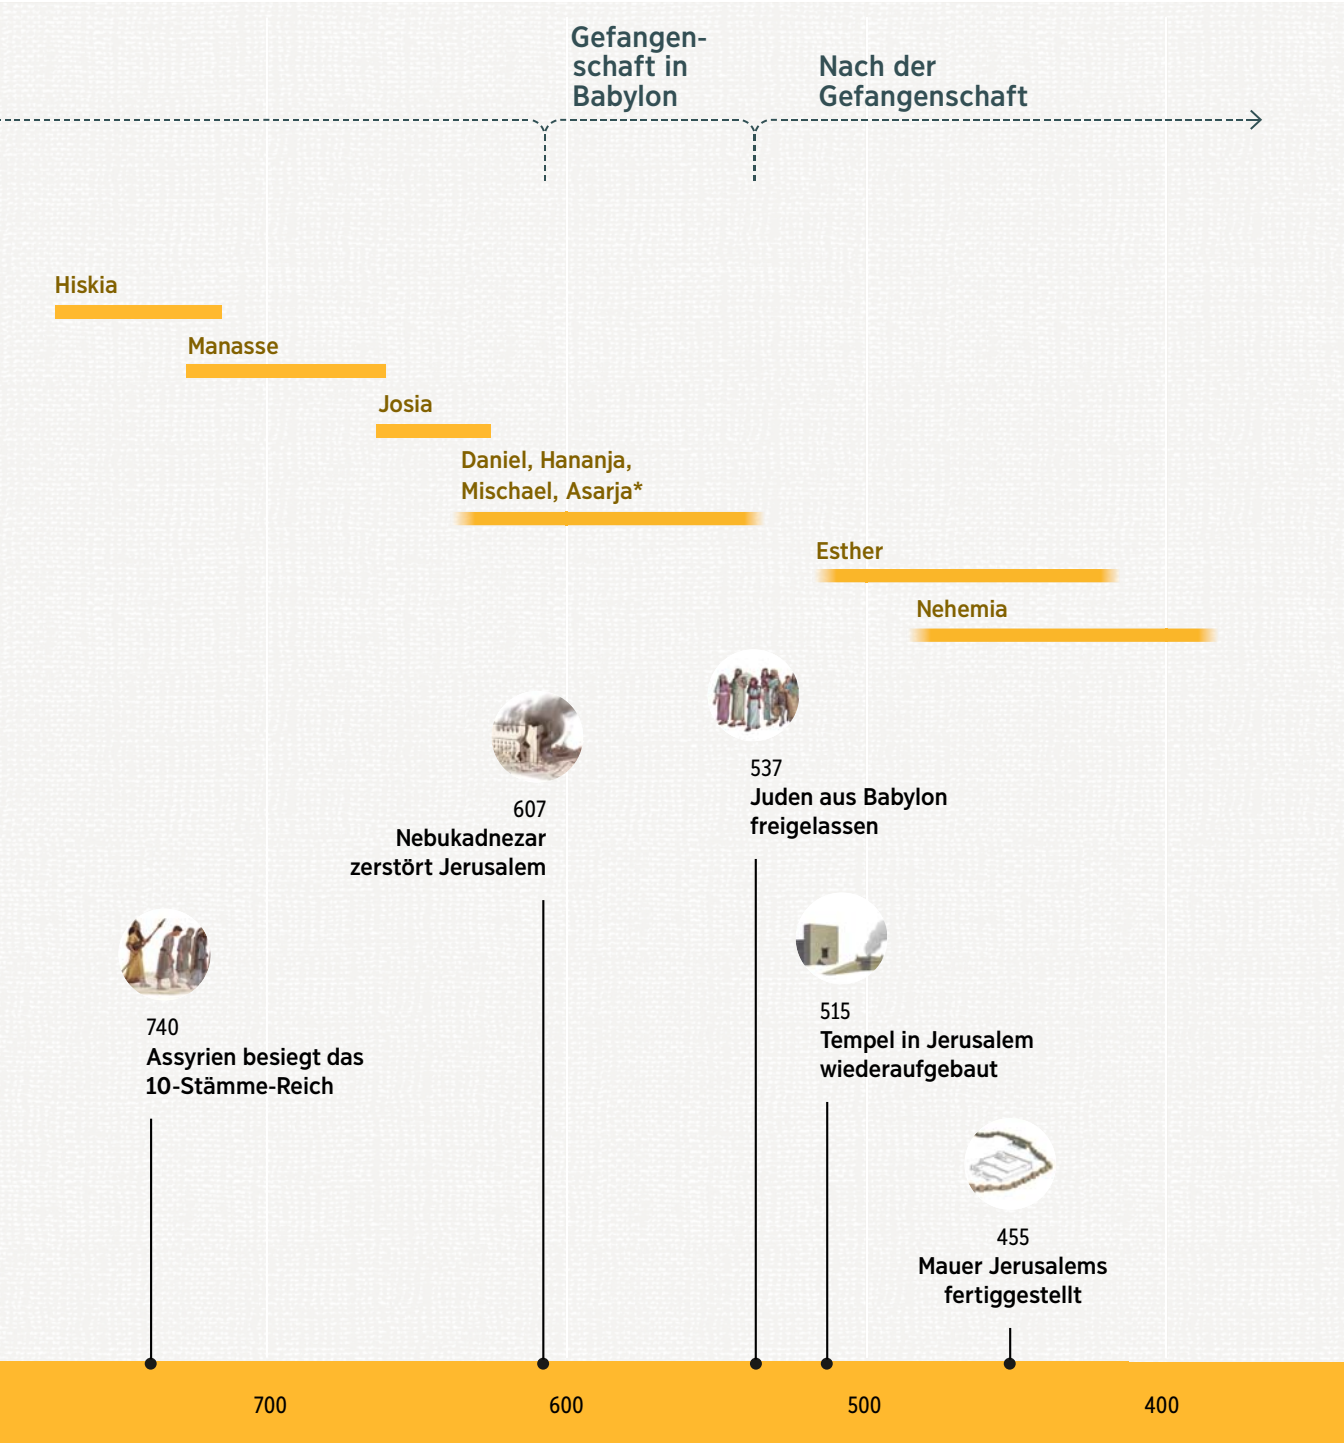 Gefangen-
schaft in
Babylon
Nach der
Gefangenschaft
Hiskia
Manasse
Josia
Daniel, Hananja,
Mischael, Asarja*
Esther
Nehemia
537
Juden aus Babylon
freigelassen
607
Nebukadnezar
zerstört Jerusalem
740
Assyrien besiegt das
10-Stämme-Reich
515
Tempel in Jerusalem
wiederaufgebaut
455
Mauer Jerusalems
fertiggestellt
700
600
500
400